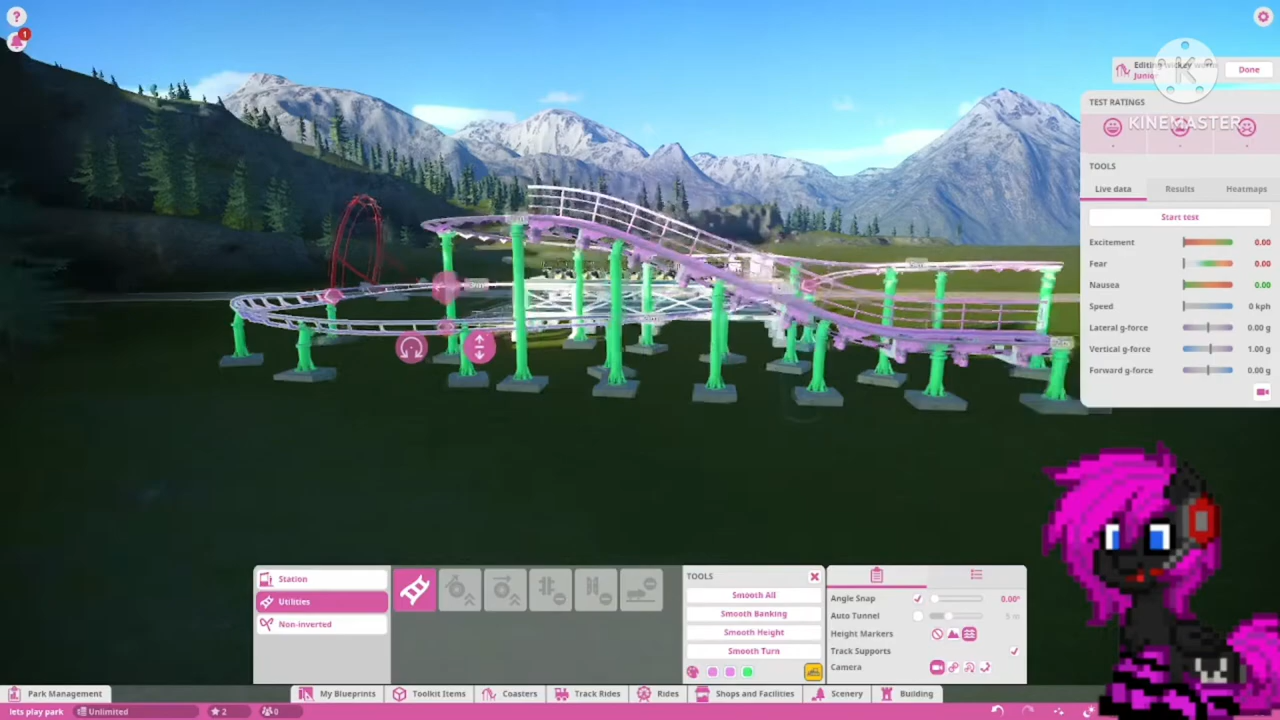 ?
1
Junior
Done
TEST RATINGS
K
KINEMASTER
TOOLS
Live data Results Heatmaps
Start test
Excitement 0.00
Fear 0.00
Nausea 0.00
Speed 0 kph
Lateral g-force 0.00 g
Vertical g-force 1.00 g
Forward g-force 0.00 g
Station
Utilities
Non-inverted
TOOLS
Smooth All
Smooth Banking
Smooth Height
Smooth Turn
Angle Snap 0.00°
Auto Tunnel
Height Markers
Track Supports
Camera
Park Management My Blueprints Toolkit Items Coasters Track Rides Rides Shops and Facilities Scenery Building
lets play park Unlimited 2 0